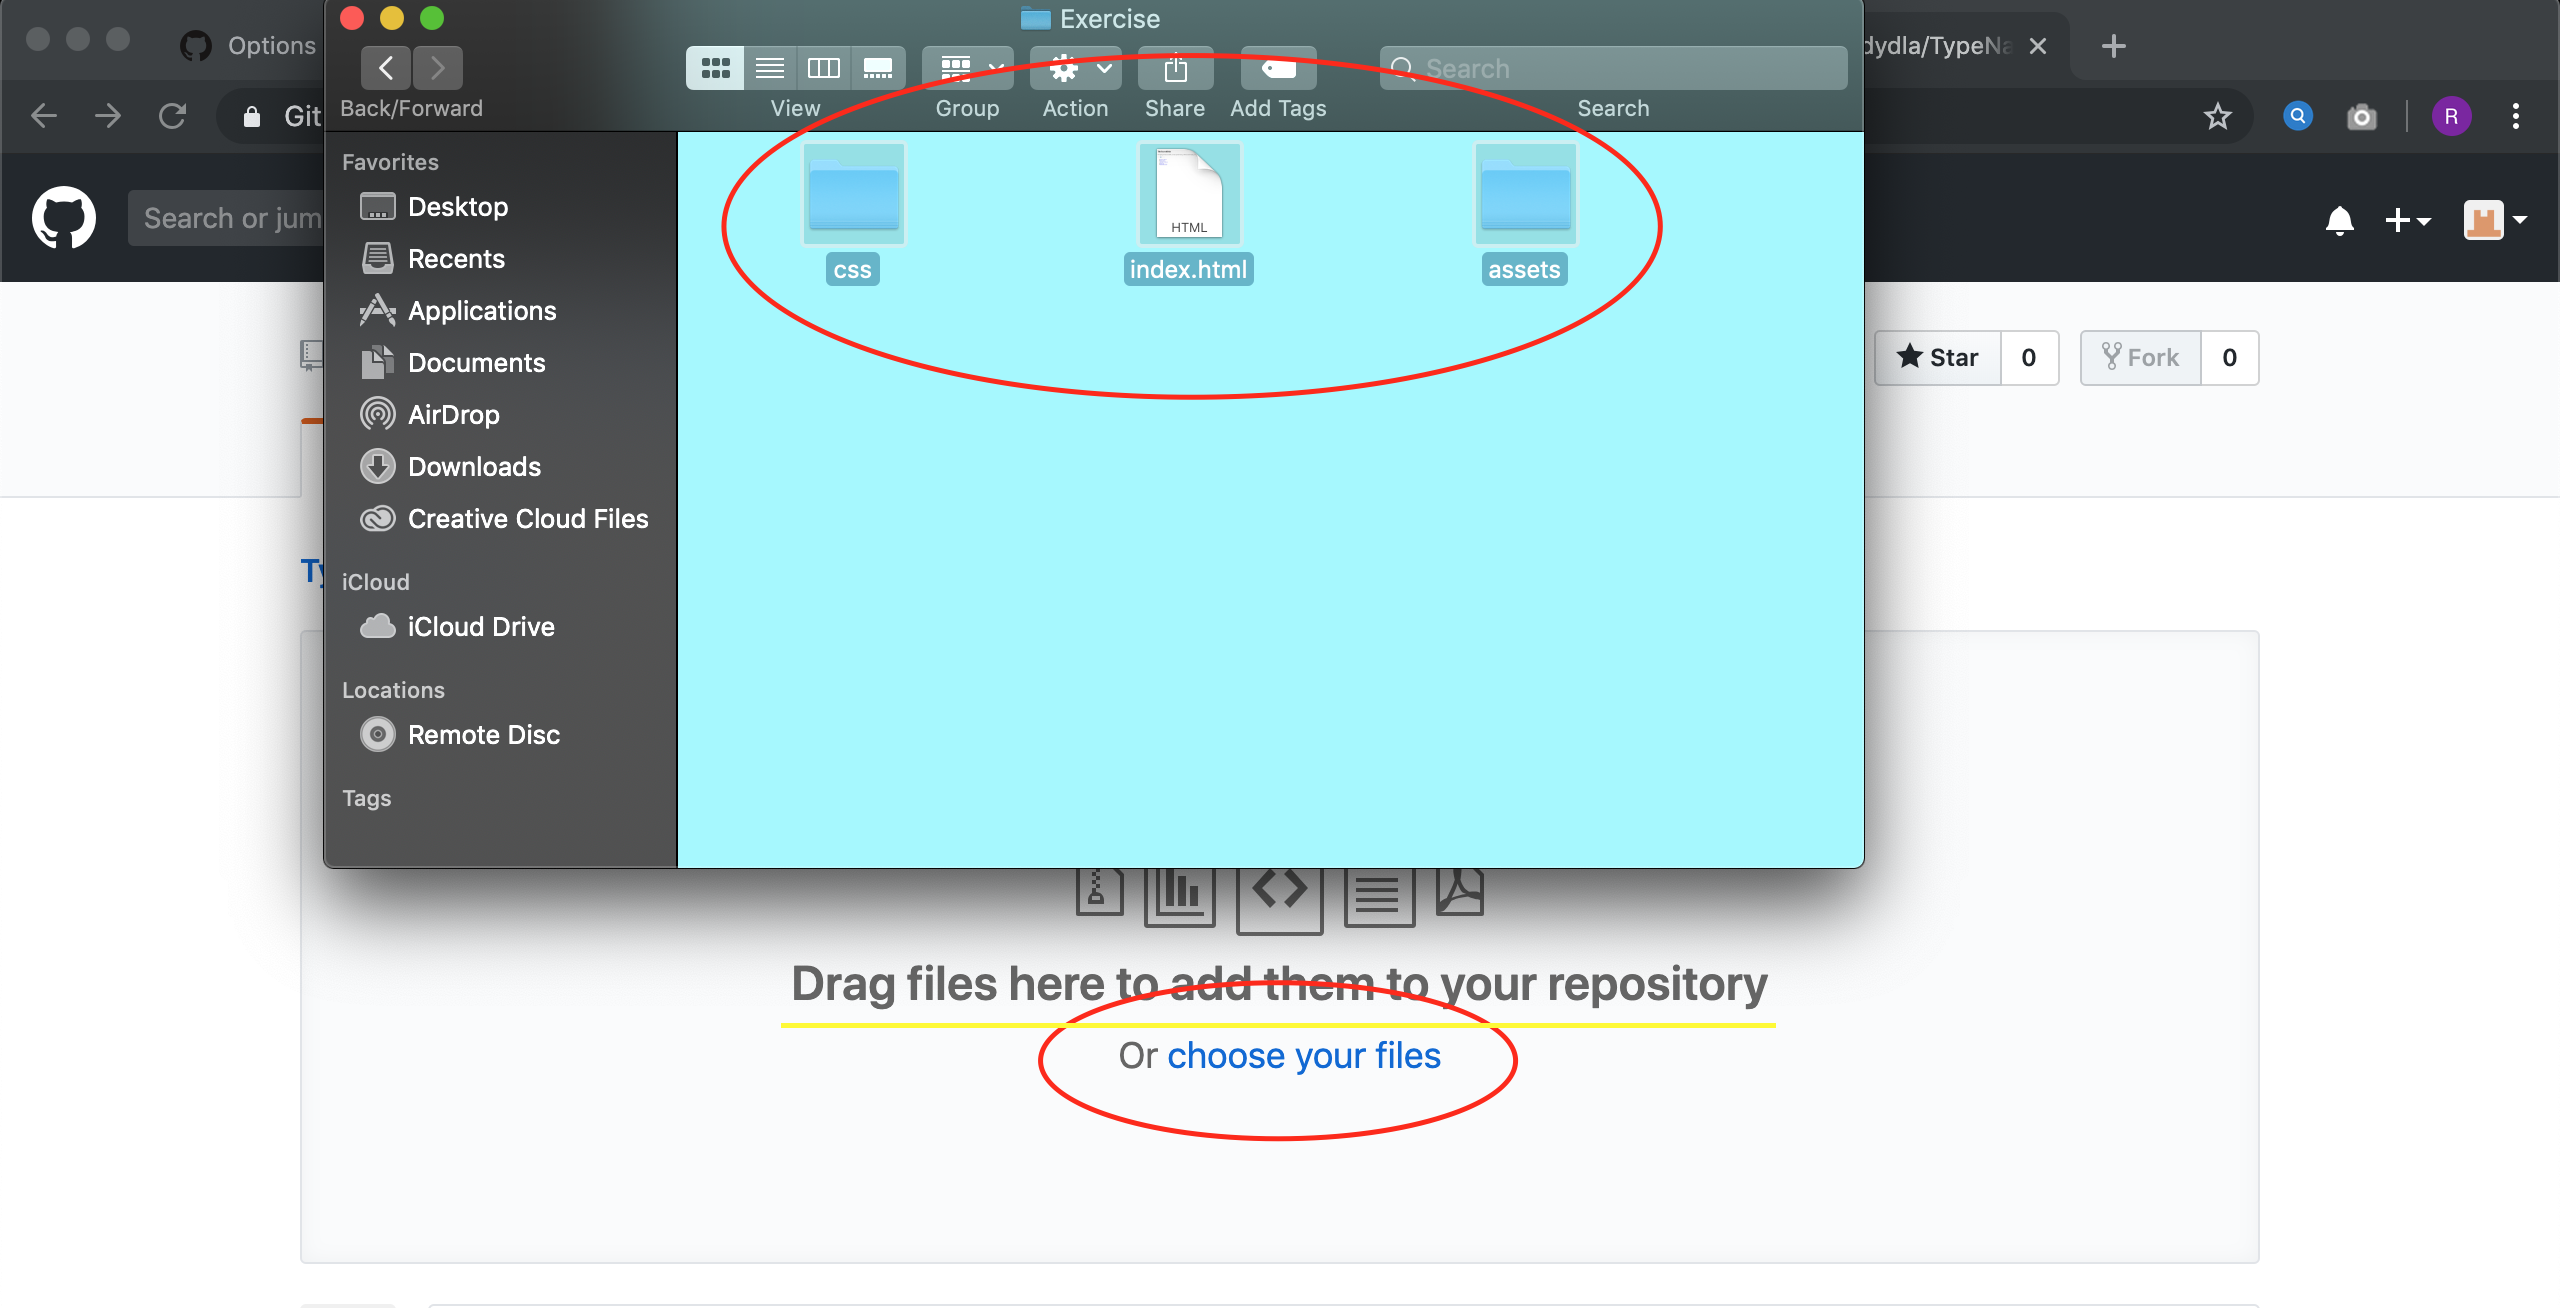 Exercise
Options
dydla/TypeNa
Back/Forward
View
Group
Action
Share
Add Tags
Search
Search
Git
R
Favorites
Desktop
Recents
Applications
Documents
AirDrop
Downloads
Creative Cloud Files
iCloud
iCloud Drive
Locations
Remote Disc
Tags
HTML
css
index.html
assets
Search or jum
Star 0
Fork 0
Ty
Drag files here to add them to your repository
Or choose your files